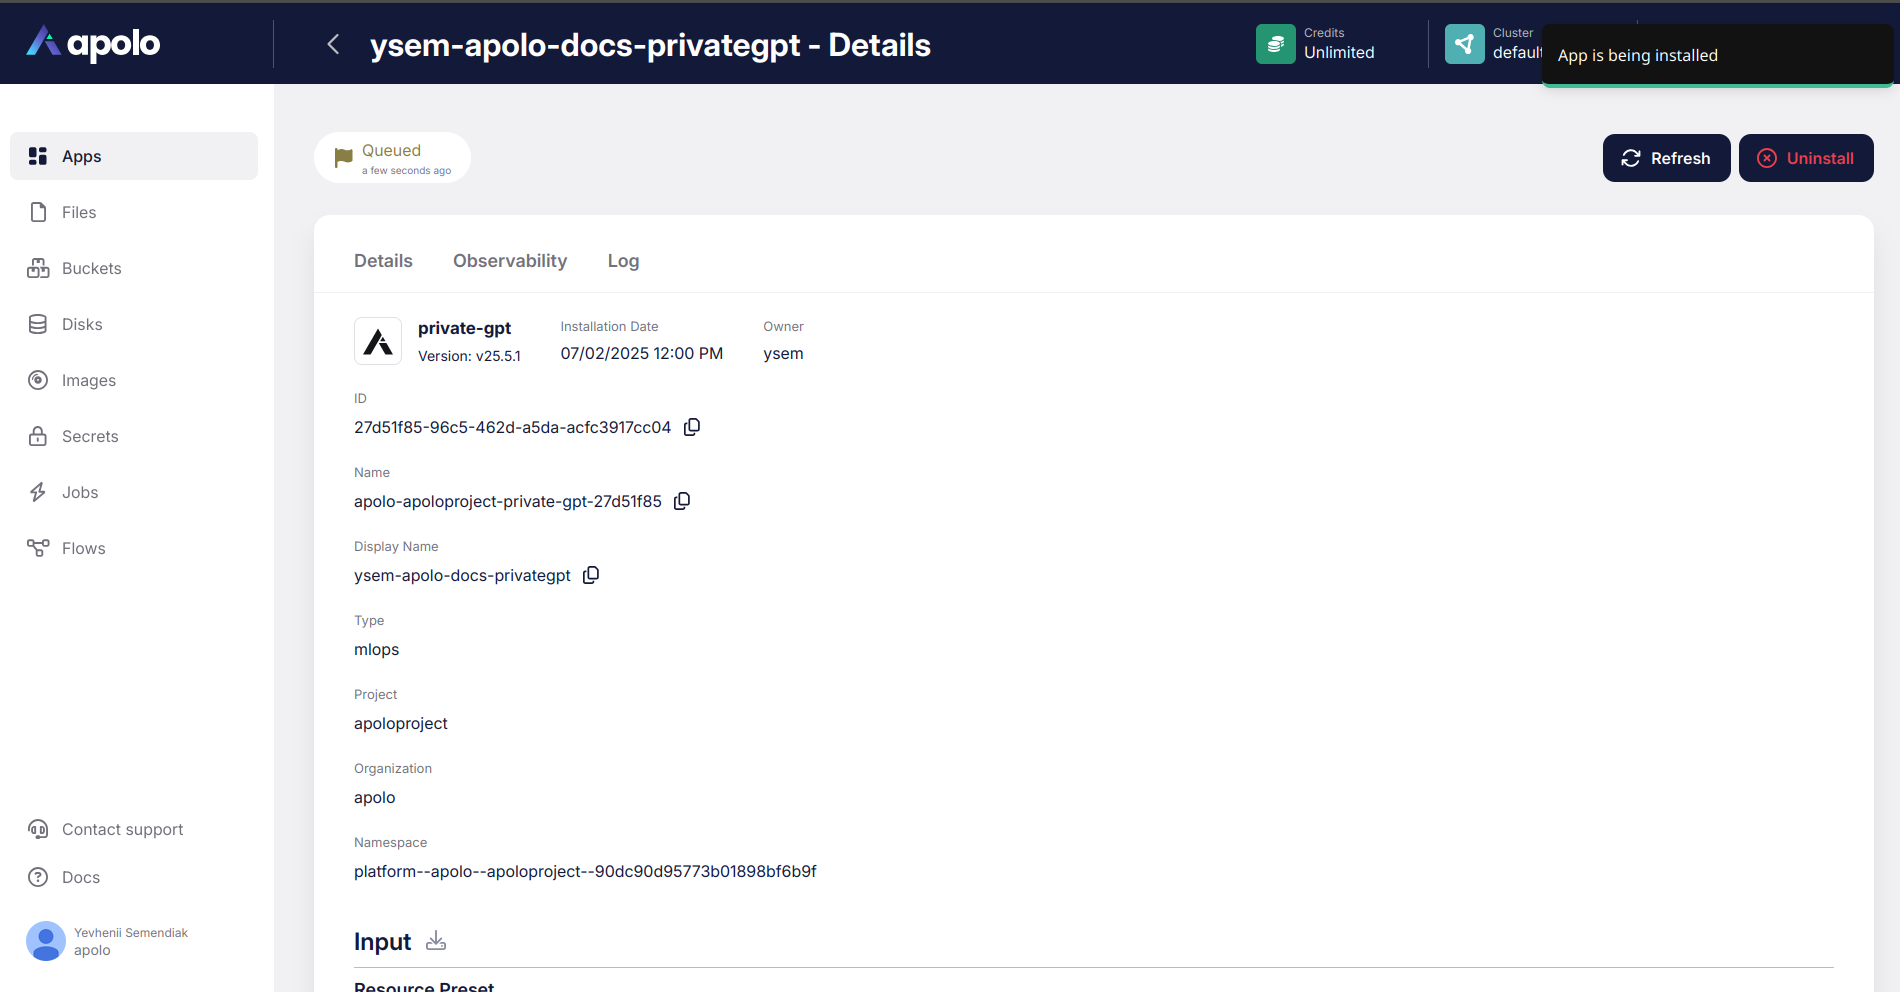 apolo
ysem-apolo-docs-privategpt - Details
Credits
Unlimited
Cluster
default
App is being installed
Apps
Files
Buckets
Disks
Images
Secrets
Jobs
Flows
Contact support
Docs
Yevhenii Semendiak
apolo
Queued
a few seconds ago
Refresh
Uninstall
Details
Observability
Log
private-gpt
Version: v25.5.1
Installation Date
07/02/2025 12:00 PM
Owner
ysem
ID
27d51f85-96c5-462d-a5da-acfc3917cc04
Name
apolo-apoloproject-private-gpt-27d51f85
Display Name
ysem-apolo-docs-privategpt
Type
mlops
Project
apoloproject
Organization
apolo
Namespace
platform--apolo--apoloproject--90dc90d95773b01898bf6b9f
Input
Resource Preset